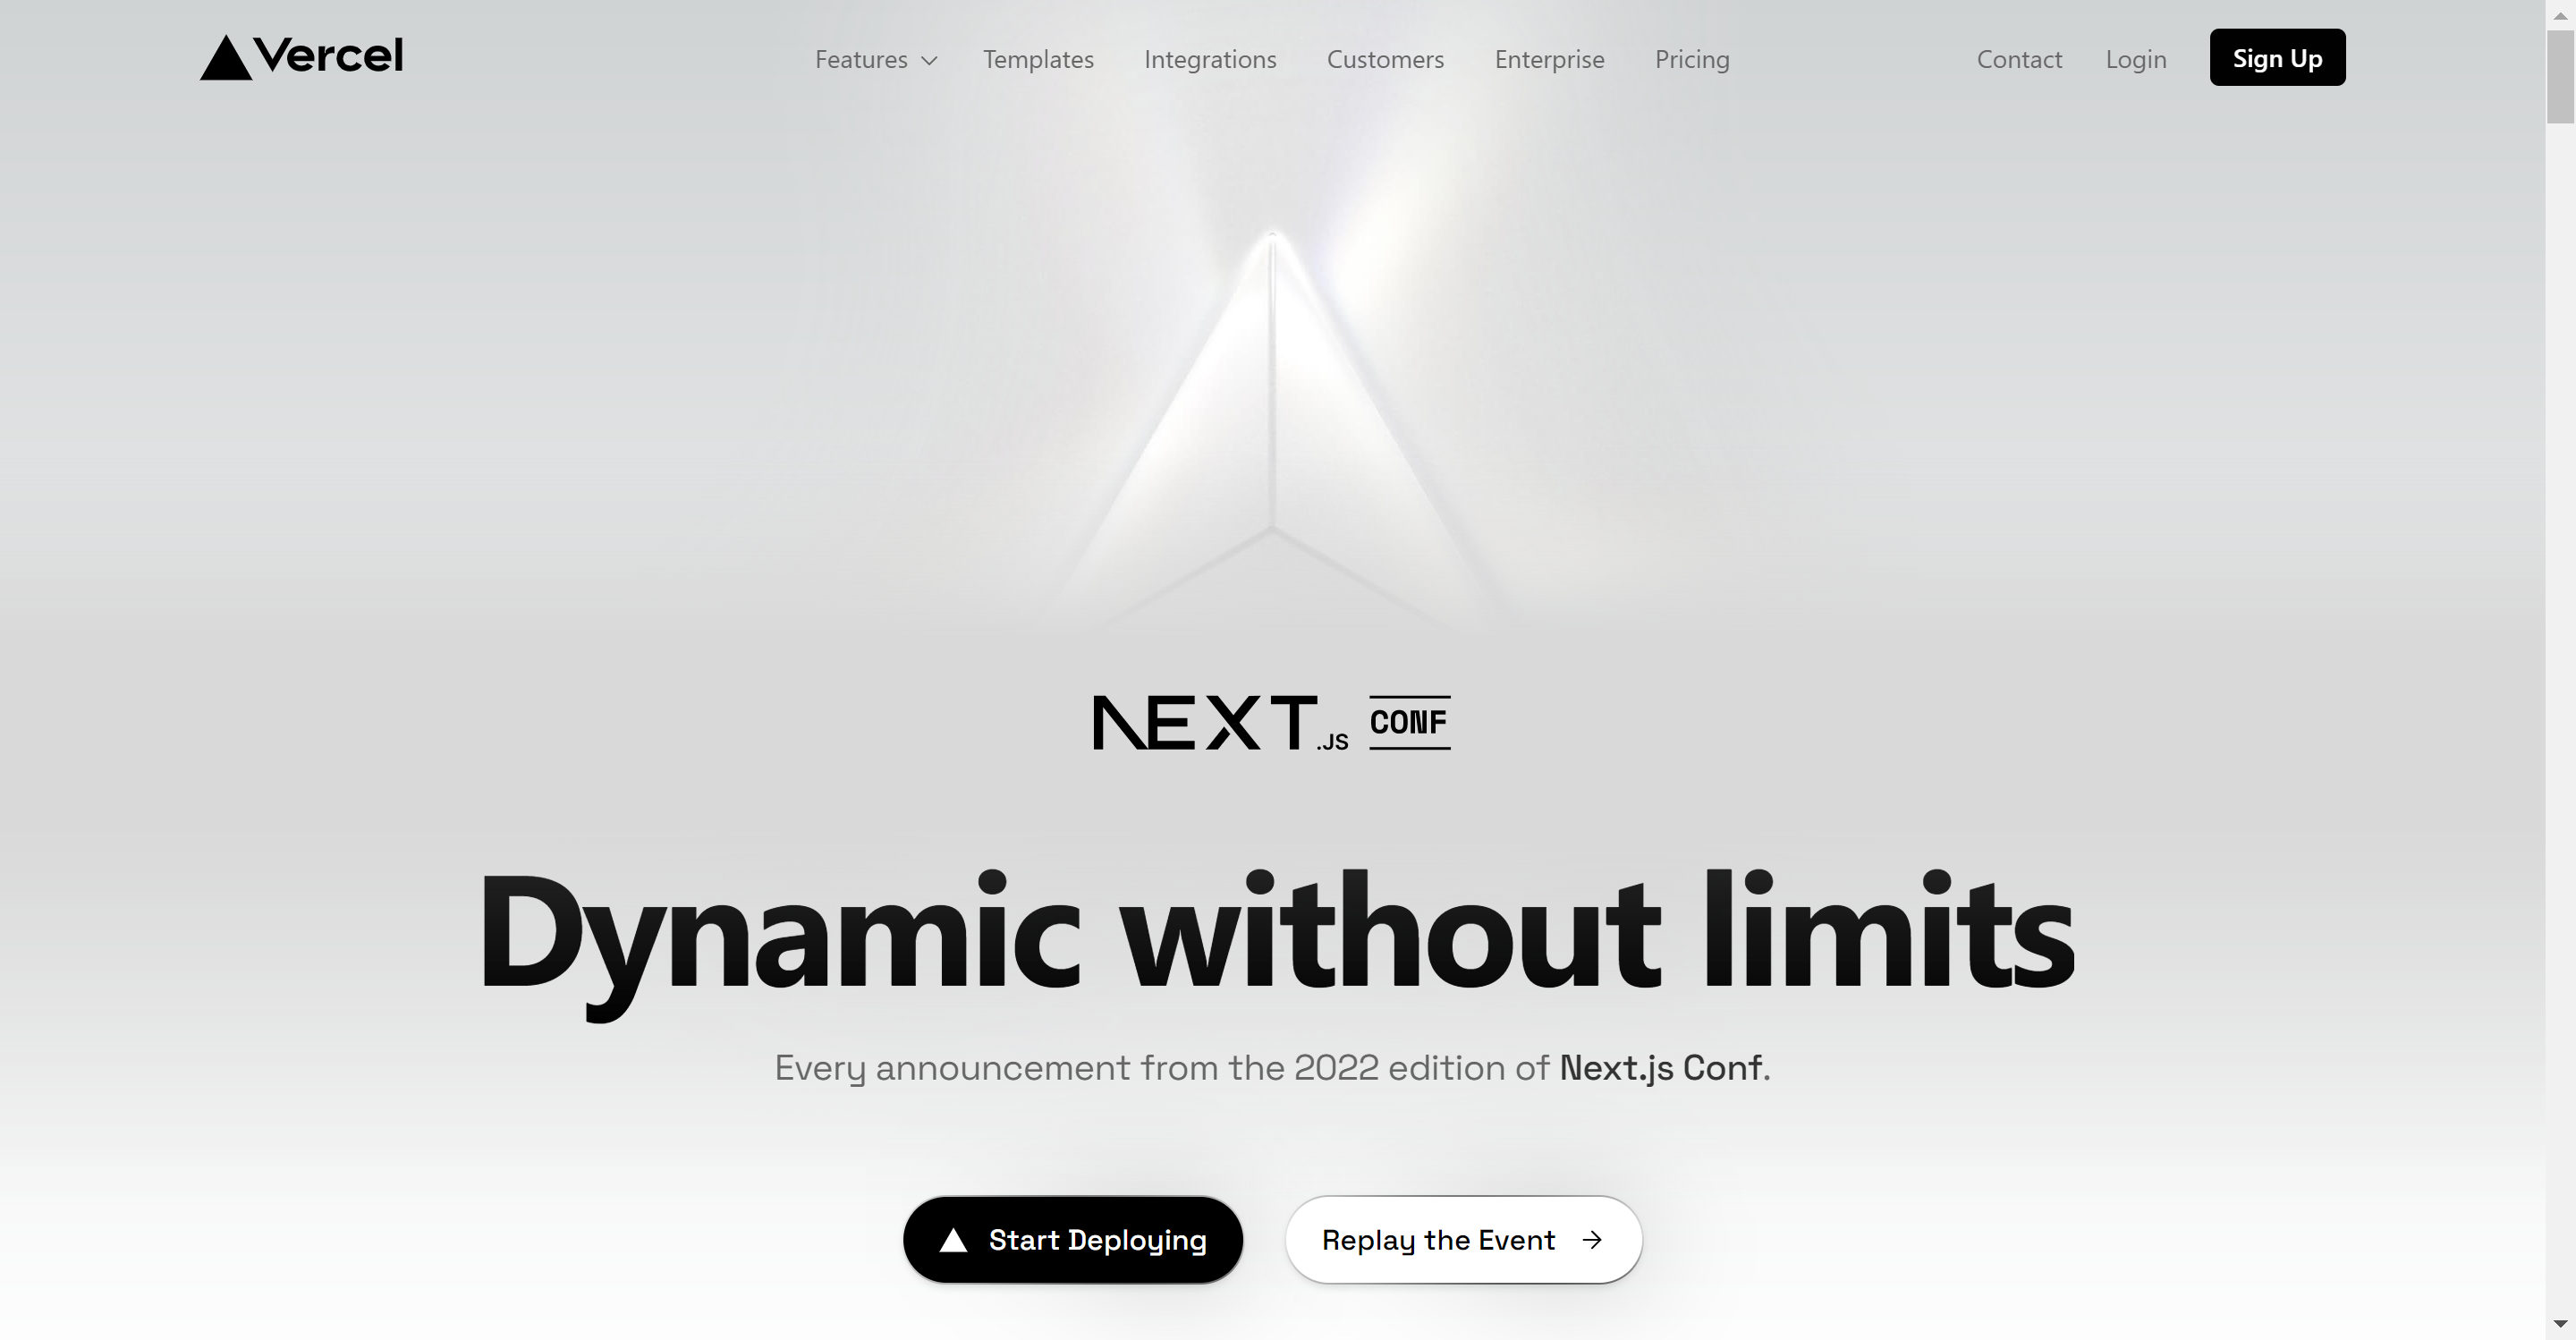 Vercel Features Templates Integrations Customers Enterprise Pricing Contact Login Sign Up
NEXT.JS CONF
Dynamic without limits
Every announcement from the 2022 edition of Next.js Conf.
Start Deploying Replay the Event →